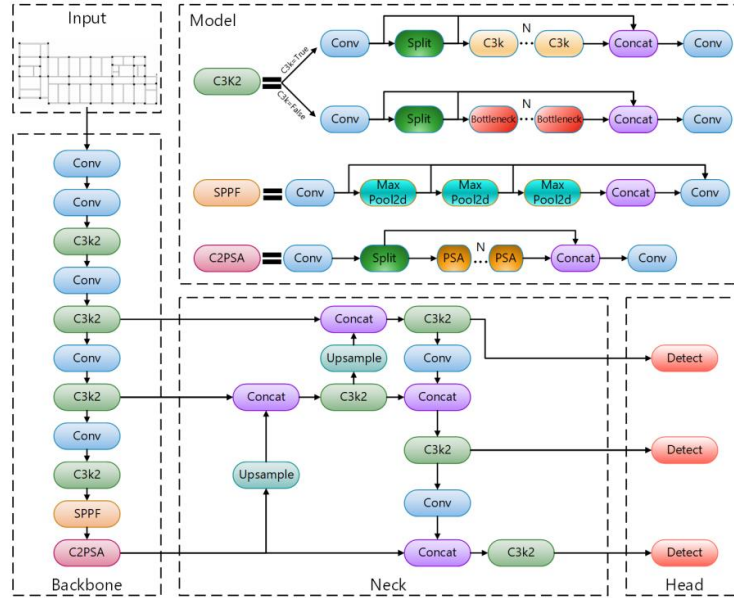 Input
Model
C3K2
C3k=True
C3k=False
Conv
Split
C3k
N
C3k
Concat
Conv
Conv
Split
Bottleneck
N
Bottleneck
Concat
Conv
SPPF
Conv
Max
Pool2d
Max
Pool2d
Max
Pool2d
Concat
Conv
C2PSA
Conv
Split
PSA
N
PSA
Concat
Conv
Conv
Conv
C3k2
Conv
C3k2
Conv
C3k2
Conv
C3k2
SPPF
C2PSA
Backbone
Concat
C3k2
Upsample
Conv
Concat
C3k2
Concat
C3k2
Upsample
Conv
Concat
C3k2
Neck
Detect
Detect
Detect
Head